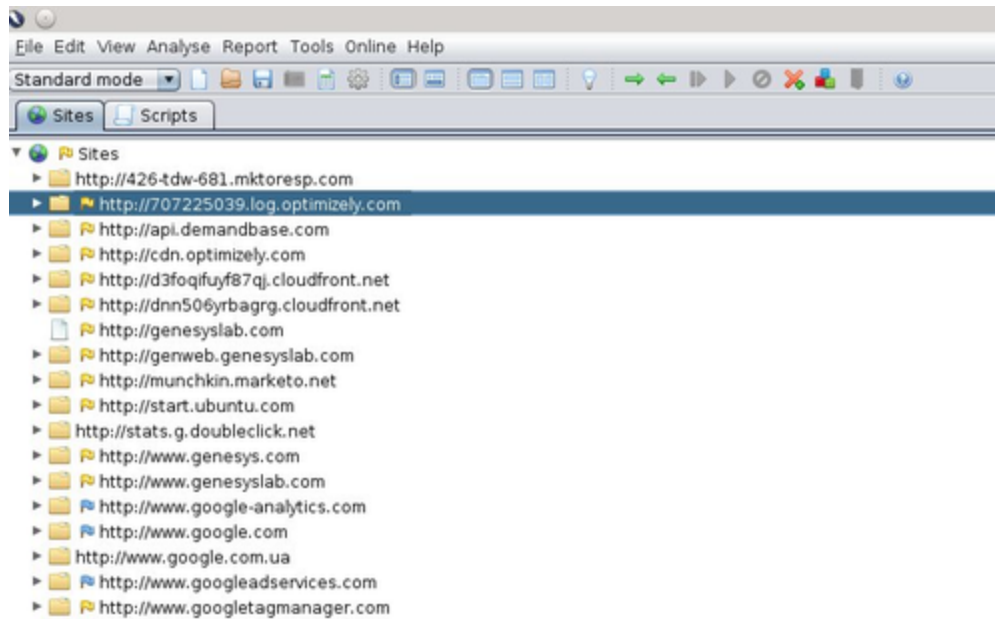 File Edit View Analyse Report Tools Online Help
Standard mode
Sites Scripts
Sites
http://426-tdw-681.mktoresp.com
http://707225039.log.optimizely.com
http://api.demandbase.com
http://cdn.optimizely.com
http://d3foqifuyf87qj.cloudfront.net
http://dnn506yrbagrg.cloudfront.net
http://genesyslab.com
http://genweb.genesyslab.com
http://munchkin.marketo.net
http://start.ubuntu.com
http://stats.g.doubleclick.net
http://www.genesys.com
http://www.genesyslab.com
http://www.google-analytics.com
http://www.google.com
http://www.google.com.ua
http://www.googleadservices.com
http://www.googletagmanager.com